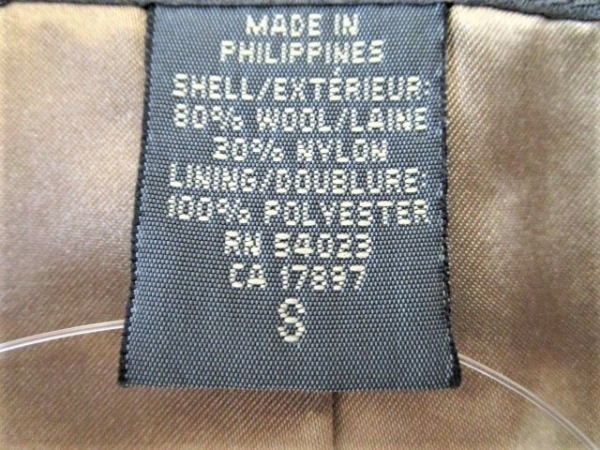 MADE IN
PHILIPPINES
SHELL/EXTÉRIEUR:
80% WOOL/LAINE
20% NYLON
LINING/DOUBLURE:
100% POLYESTER
RN 54023
CA 17897
S